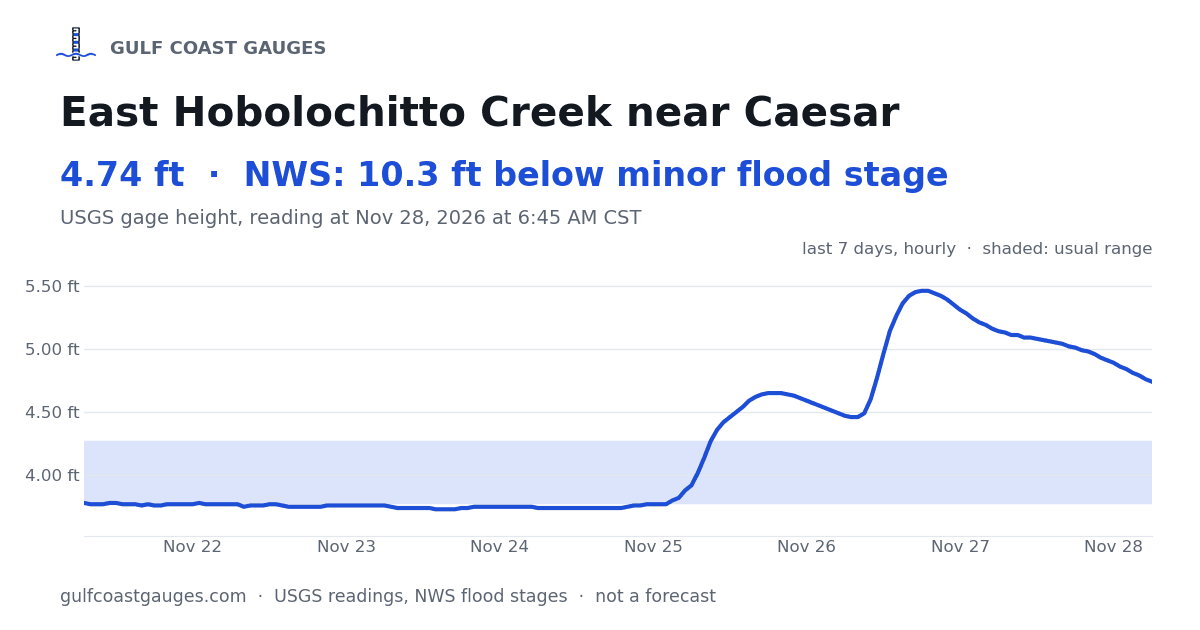 GULF COAST GAUGES
East Hobolochitto Creek near Caesar
4.74 ft · NWS: 10.3 ft below minor flood stage
USGS gage height, reading at Nov 28, 2026 at 6:45 AM CST
last 7 days, hourly · shaded: usual range
5.50 ft
5.00 ft
4.50 ft
4.00 ft
Nov 22 Nov 23 Nov 24 Nov 25 Nov 26 Nov 27 Nov 28
gulfcoastgauges.com · USGS readings, NWS flood stages · not a forecast